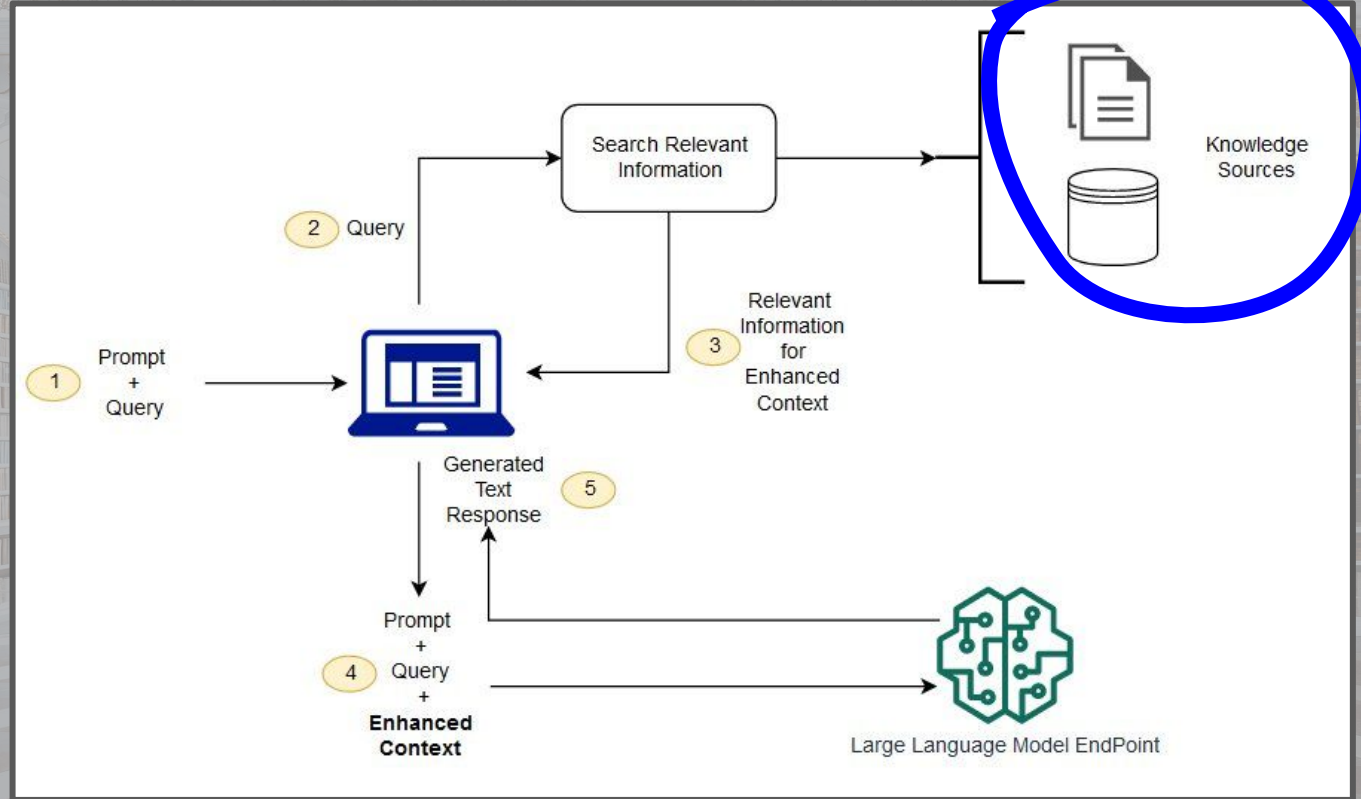 Search Relevant
Information
Knowledge
Sources
2 Query
Relevant
Information
for
Enhanced
Context
3
Prompt
+
Query
1
Generated
Text
Response
5
Prompt
+
Query
+
Enhanced
Context
4
Large Language Model EndPoint